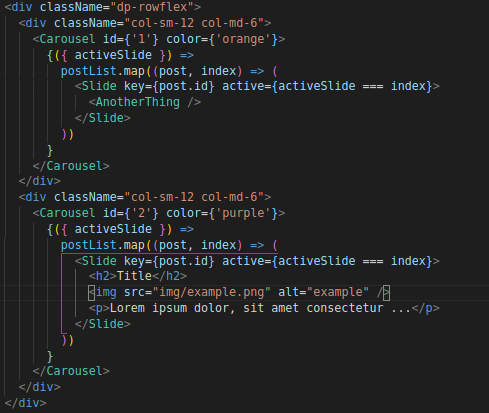 <div className="dp-rowflex">
<div className="col-sm-12 col-md-6">
<Carousel id={'1'} color={'orange'}>
{({ activeSlide }) =>
postList.map((post, index) => (
<Slide key={post.id} active={activeSlide === index}>
<AnotherThing />
</Slide>
))
}
</Carousel>
</div>
<div className="col-sm-12 col-md-6">
<Carousel id={'2'} color={'purple'}>
{({ activeSlide }) =>
postList.map((post, index) => (
<Slide key={post.id} active={activeSlide === index}>
<h2>Title</h2>
<img src="img/example.png" alt="example" />
<p>Lorem ipsum dolor, sit amet consectetur ...</p>
</Slide>
))
}
</Carousel>
</div>
</div>